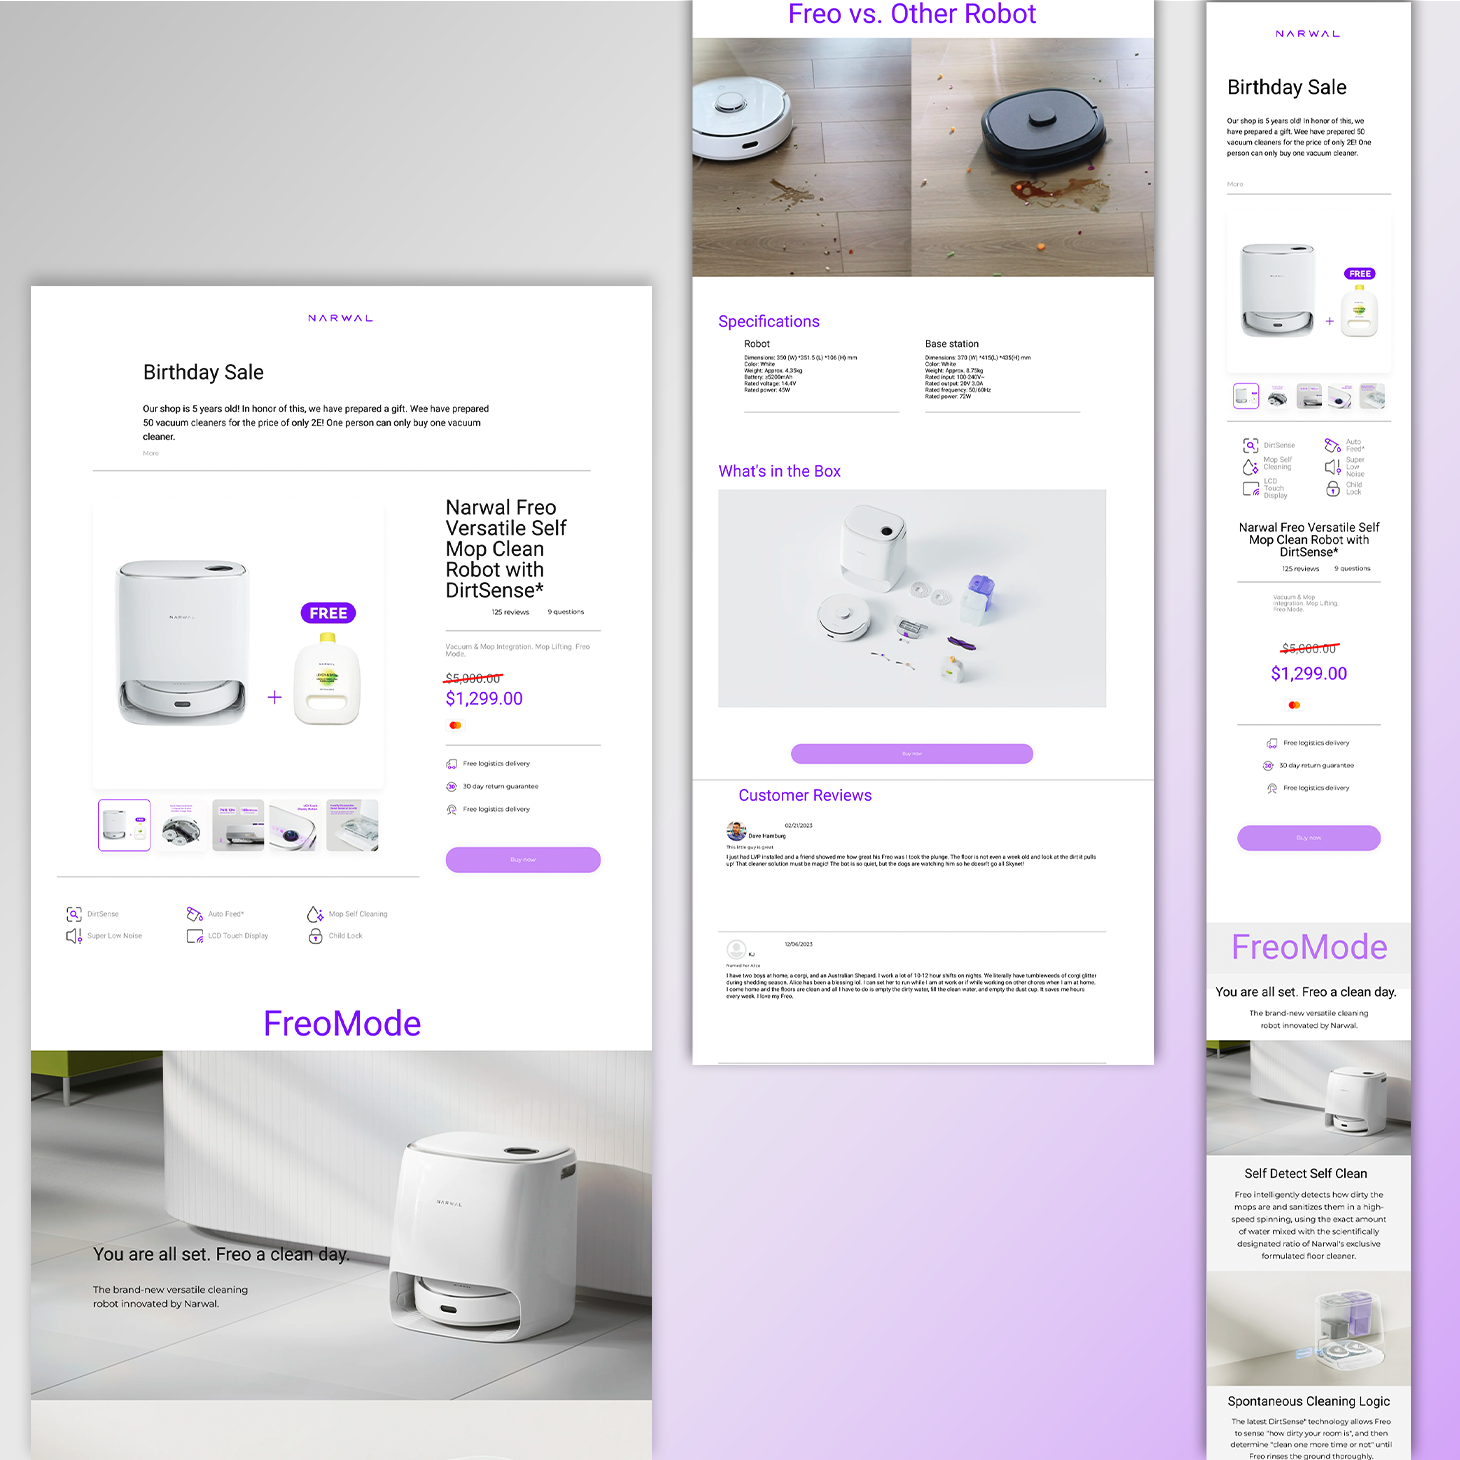 NARWAL
Birthday Sale
Our shop is 5 years old! In honor of this, we have prepared a gift. Wee have prepared
50 vacuum cleaners for the price of only 2E! One person can only buy one vacuum
cleaner.
More
NARWAL
FREE
+
Narwal Freo
Versatile Self
Mop Clean
Robot with
DirtSense*
125 reviews 9 questions
Vacuum & Mop Integration. Mop Lifting. Freo
Mode.
$5,000.00
$1,299.00
Free logistics delivery
30 day return guarantee
Free logistics delivery
Buy now
DirtSense
Auto Feed*
Mop Self Cleaning
Super Low Noise
LCD Touch Display
Child Lock
FreoMode
NARWAL
You are all set. Freo a clean day.
The brand-new versatile cleaning
robot innovated by Narwal.
Freo vs. Other Robot
Specifications
Robot
Dimensions: 350 (W) *351.5 (L) *106 (H) mm
Color: White
Weight: Approx. 4.35kg
Battery: ≥5200mAh
Rated voltage: 14.4V
Rated power: 45W
Base station
Dimensions: 370 (W) *415(L) *435(H) mm
Color: White
Weight: Approx. 8.75kg
Rated input: 100-240V~
Rated output: 20V 3.0A
Rated frequency: 50/60Hz
Rated power: 72W
What's in the Box
Buy now
Customer Reviews
02/21/2023
Dave Hamburg
This little guy is great
I just had LVP installed and a friend showed me how great his Freo was I took the plunge. The floor is not even a week old and look at the dirt it pulls
up! That cleaner solution must be magic! The bot is so quiet, but the dogs are watching him so he doesn't go all Skynet!
12/06/2023
KJ
Named her Alice
I have two boys at home, a corgi, and an Australian Shepard. I work a lot of 10-12 hour shifts on nights. We literally have tumbleweeds of corgi glitter
during shedding season. Alice has been a blessing lol. I can set her to run while I am at work or if while working on other chores when I am at home.
I come home and the floors are clean and all I have to do is empty the dirty water, fill the clean water, and empty the dust cup. It saves me hours
every week. I love my Freo.
NARWAL
Birthday Sale
Our shop is 5 years old! In honor of this, we
have prepared a gift. Wee have prepared 50
vacuum cleaners for the price of only 2E! One
person can only buy one vacuum cleaner.
More
FREE
+
DirtSense
Auto
Feed*
Mop Self
Cleaning
Super
Low
Noise
LCD
Touch
Display
Child
Lock
Narwal Freo Versatile Self
Mop Clean Robot with
DirtSense*
125 reviews 9 questions
Vacuum & Mop
Integration. Mop Lifting.
Freo Mode.
$5,000.00
$1,299.00
Free logistics delivery
30 day return guarantee
Free logistics delivery
Buy now
FreoMode
You are all set. Freo a clean day.
The brand-new versatile cleaning
robot innovated by Narwal.
Self Detect Self Clean
Freo intelligently detects how dirty the
mops are and sanitizes them in a high-
speed spinning, using the exact amount
of water mixed with the scientifically
designated ratio of Narwal's exclusive
formulated floor cleaner.
Spontaneous Cleaning Logic
The latest DirtSense* technology allows Freo
to sense "how dirty your room is", and then
determine "clean one more time or not" until
Freo rinses the ground thoroughly.